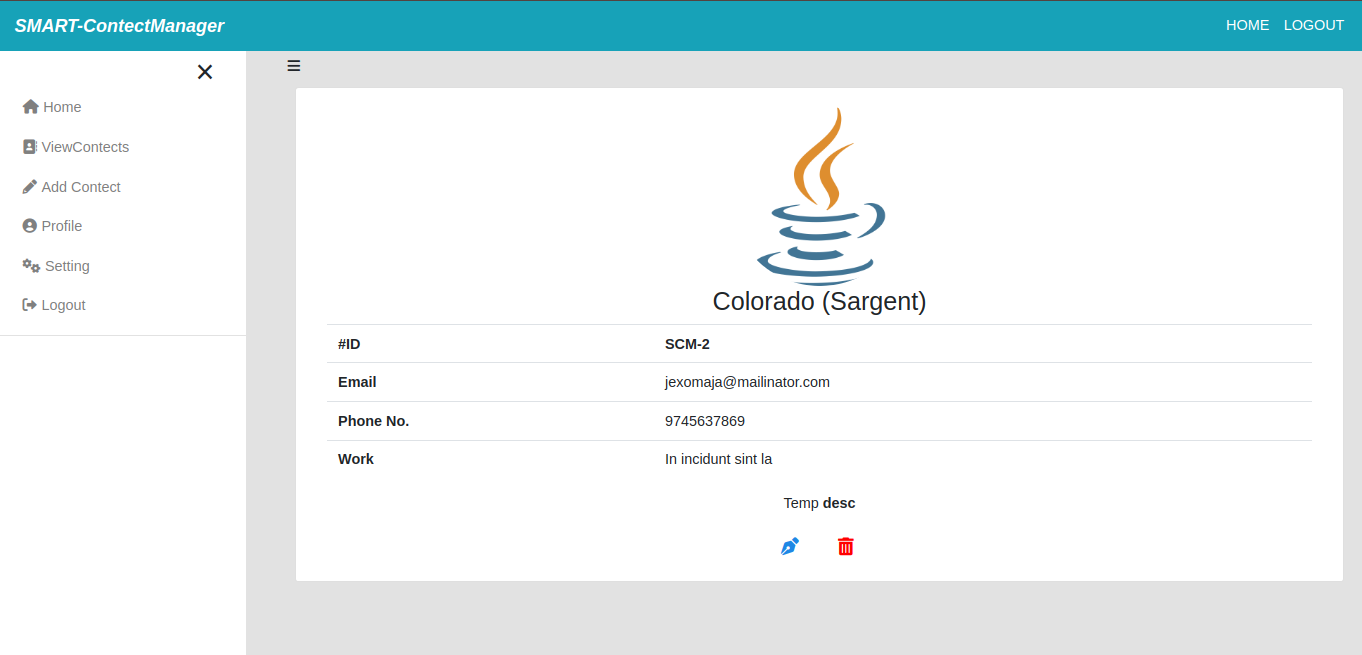 SMART-ContectManager
HOME LOGOUT
Home
ViewContects
Add Contect
Profile
Setting
Logout
Colorado (Sargent)
#ID SCM-2
Email jexomaja@mailinator.com
Phone No. 9745637869
Work In incidunt sint la
Temp desc